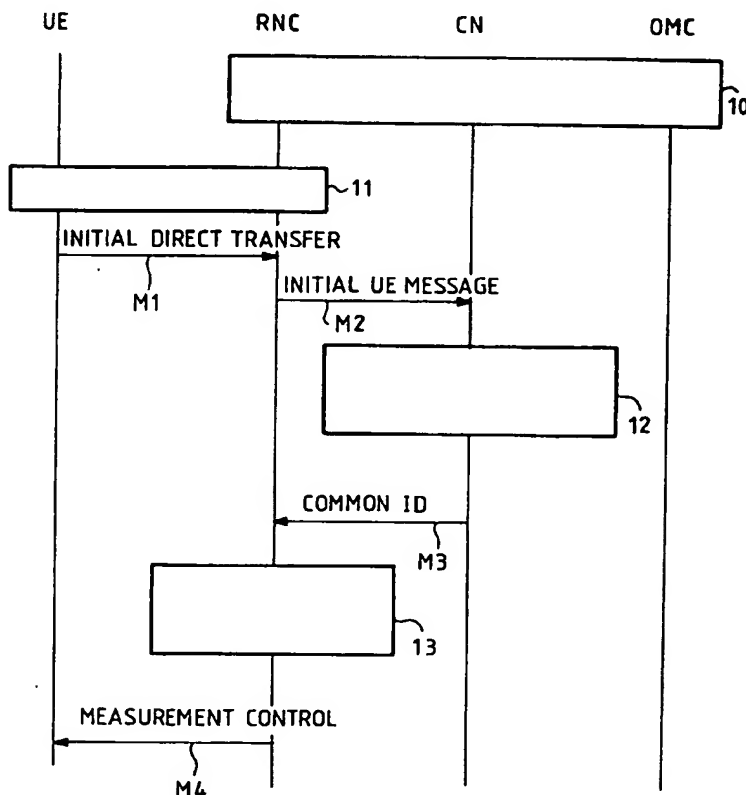 UE RNC CN OMC
10
11
INITIAL DIRECT TRANSFER
M1
INITIAL UE MESSAGE
M2
12
COMMON ID
M3
13
MEASUREMENT CONTROL
M4